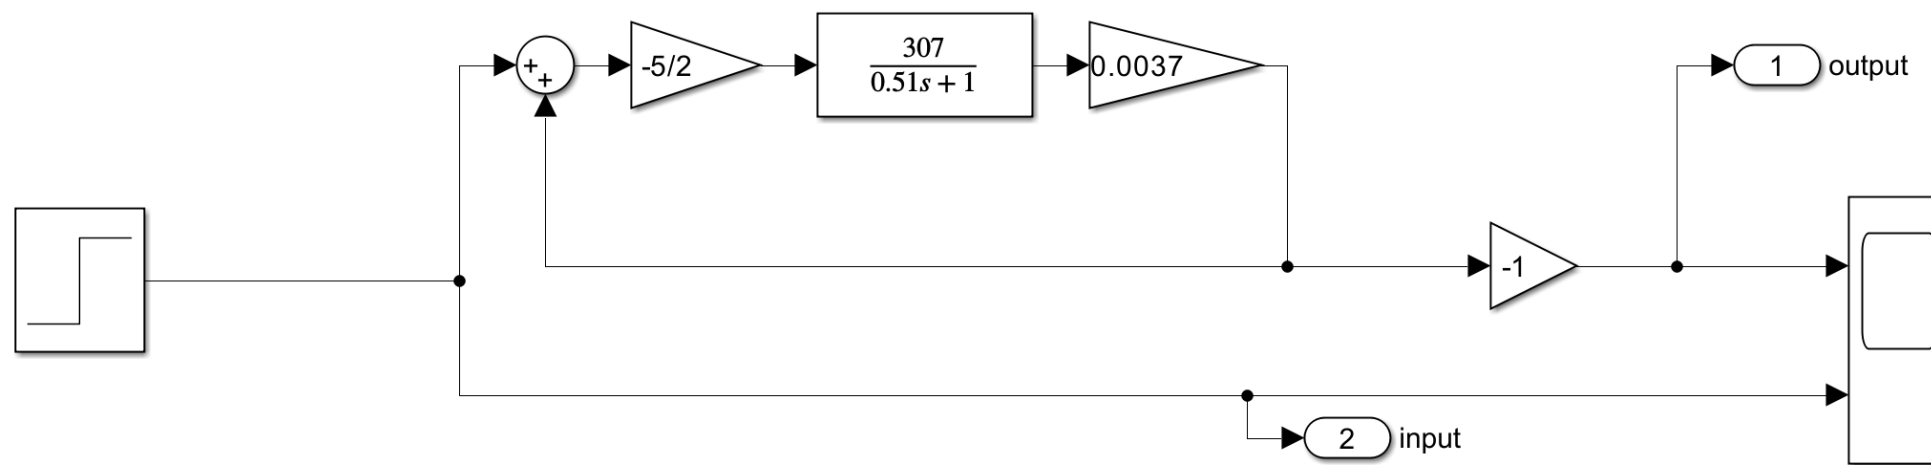 +
+
-5/2
307
0.51s + 1
0.0037
1
output
-1
2
input